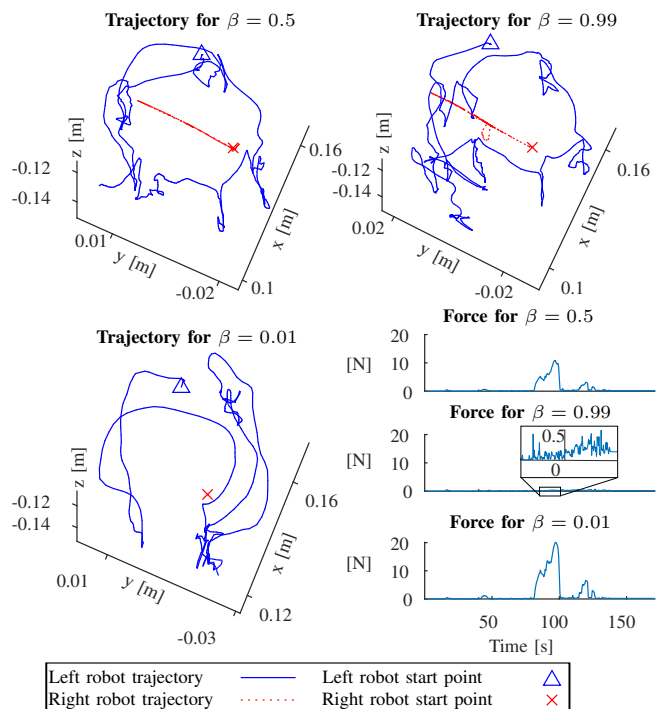 Trajectory for β = 0.5
z [m]
-0.12
-0.14
0.01
y [m]
-0.02
0.1
x [m]
0.16
Trajectory for β = 0.99
z [m]
-0.12
-0.14
0.02
y [m]
-0.02
0.1
x [m]
0.16
Trajectory for β = 0.01
z [m]
-0.12
-0.14
0.01
y [m]
-0.03
0.12
x [m]
0.16
Force for β = 0.5
[N]
20
10
0
Force for β = 0.99
[N]
20
10
0
0.5
0
Force for β = 0.01
[N]
20
10
0
50
100
150
Time [s]
Left robot trajectory
Left robot start point
Right robot trajectory
Right robot start point